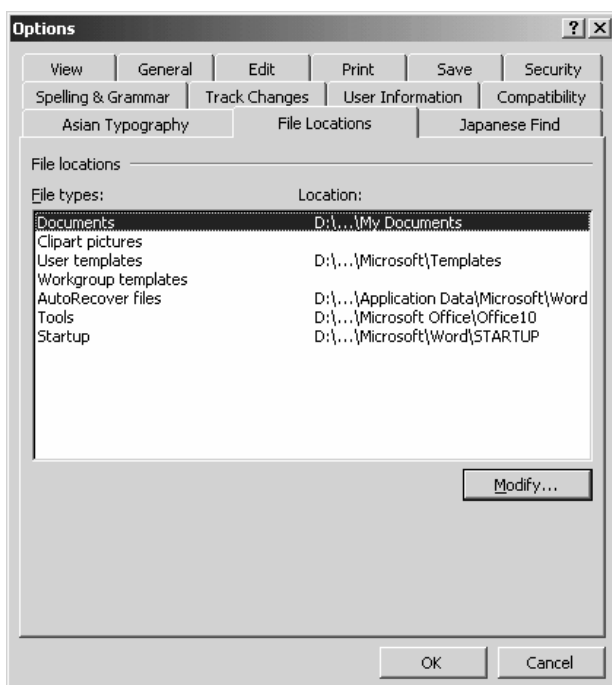 Options
View General Edit Print Save Security
Spelling & Grammar Track Changes User Information Compatibility
Asian Typography File Locations Japanese Find
File locations
File types: Location:
Documents D:\...\My Documents
Clipart pictures
User templates D:\...\Microsoft\Templates
Workgroup templates
AutoRecover files D:\...\Application Data\Microsoft\Word
Tools D:\...\Microsoft Office\Office10
Startup D:\...\Microsoft\Word\STARTUP
Modify...
OK Cancel